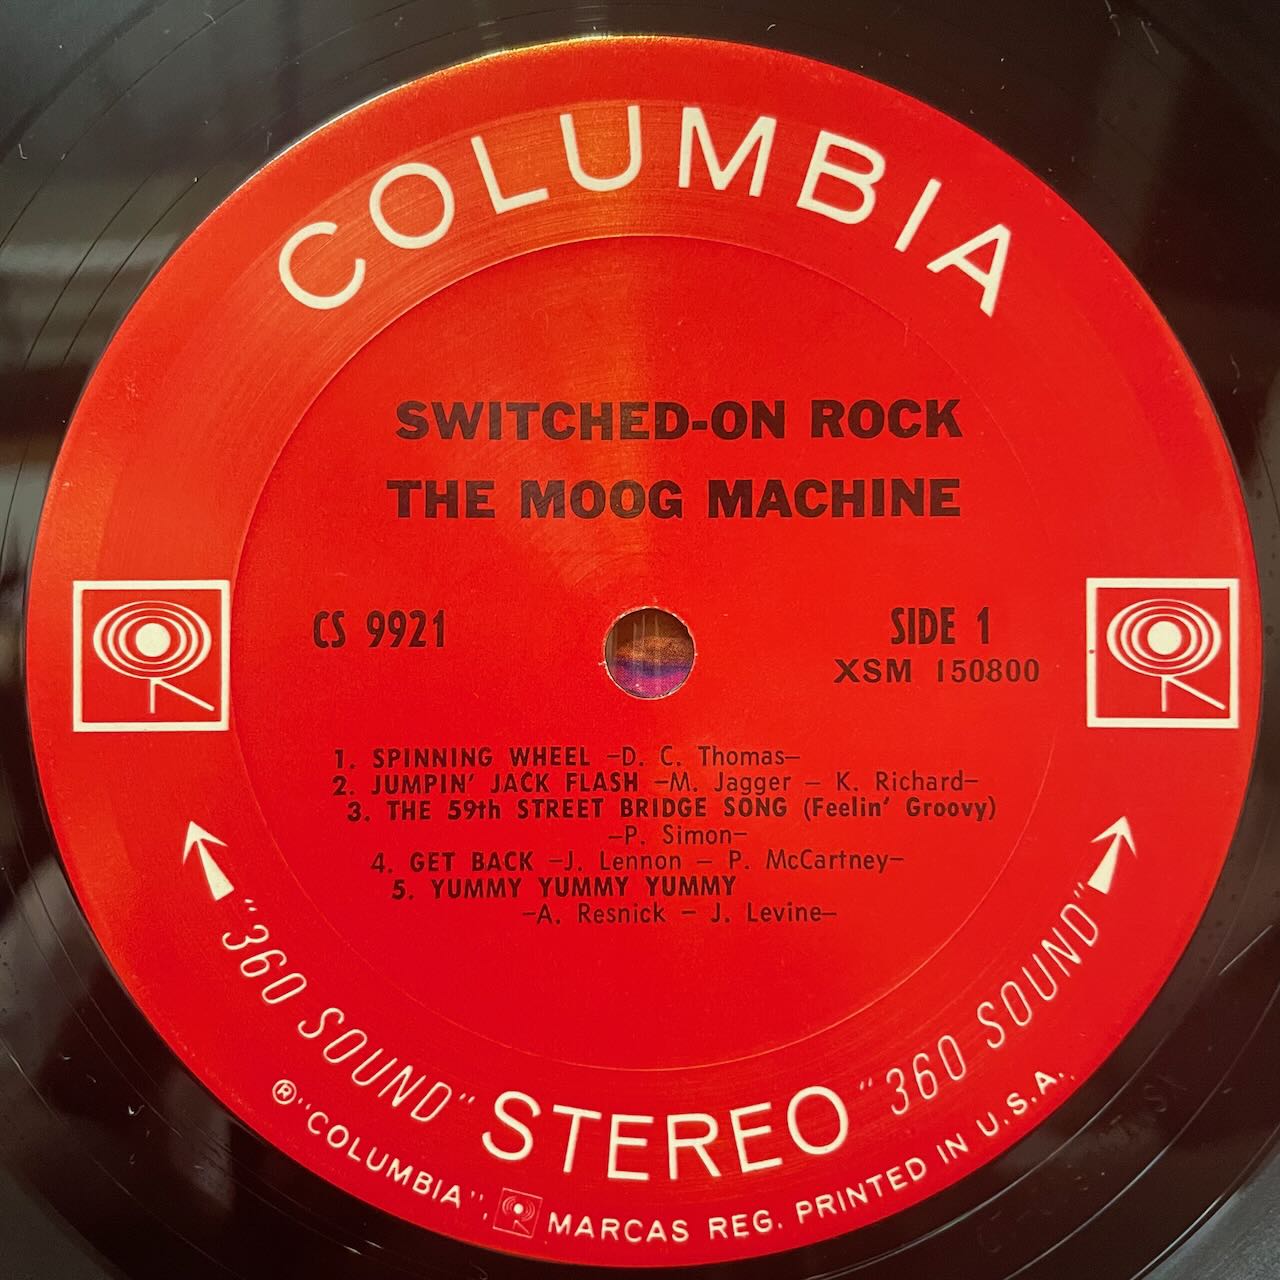 COLUMBIA
SWITCHED-ON ROCK
THE MOOG MACHINE
CS 9921
SIDE 1
XSM 150800
1. SPINNING WHEEL –D. C. Thomas–
2. JUMPIN' JACK FLASH –M. Jagger – K. Richard–
3. THE 59th STREET BRIDGE SONG (Feelin' Groovy)
–P. Simon–
4. GET BACK –J. Lennon – P. McCartney–
5. YUMMY YUMMY YUMMY
–A. Resnick – J. Levine–
"360 SOUND" STEREO "360 SOUND"
® "COLUMBIA", MARCAS REG. PRINTED IN U.S.A.